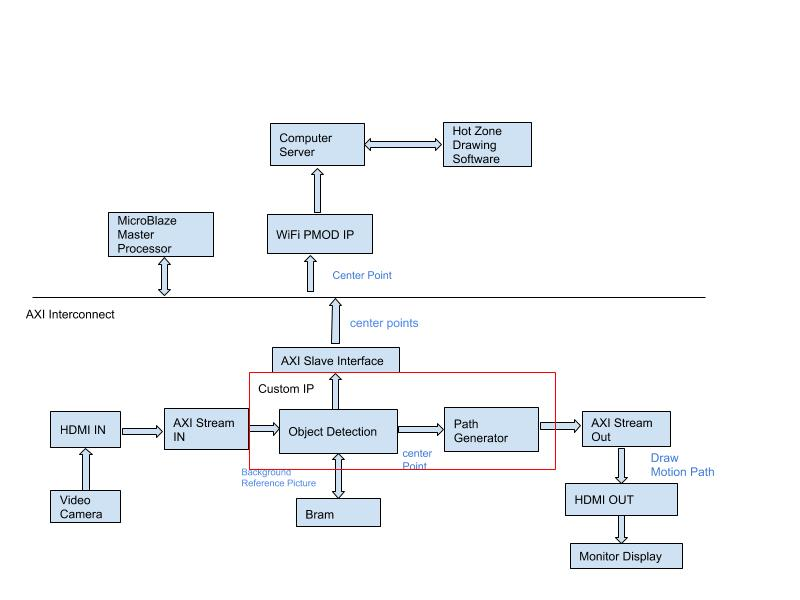 Computer
Server
Hot Zone
Drawing
Software
MicroBlaze
Master
Processor
WiFi PMOD IP
Center Point
AXI Interconnect
center points
AXI Slave Interface
Custom IP
HDMI IN
AXI Stream
IN
Object Detection
Path
Generator
AXI Stream
Out
center
Point
Draw
Motion Path
Background
Reference Picture
Video
Camera
Bram
HDMI OUT
Monitor Display